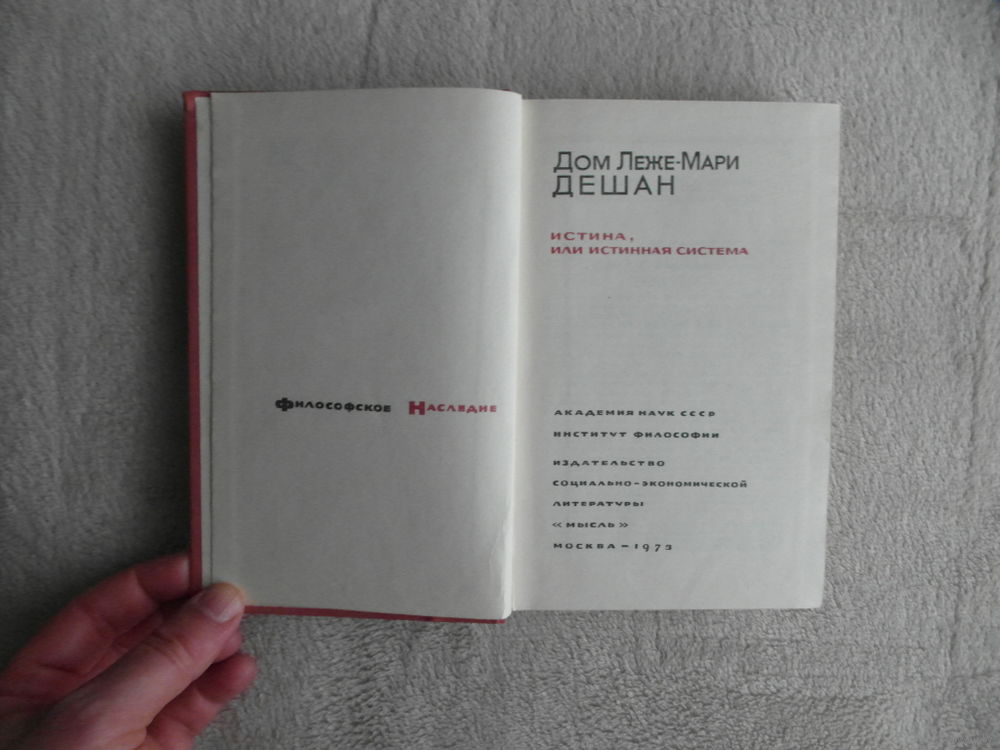 Философское Наследие
Дом Леже-Мари
ДЕШАН
ИСТИНА,
ИЛИ ИСТИННАЯ СИСТЕМА
АКАДЕМИЯ НАУК СССР
ИНСТИТУТ ФИЛОСОФИИ
ИЗДАТЕЛЬСТВО
СОЦИАЛЬНО-ЭКОНОМИЧЕСКОЙ
ЛИТЕРАТУРЫ
«МЫСЛЬ»
МОСКВА-1973